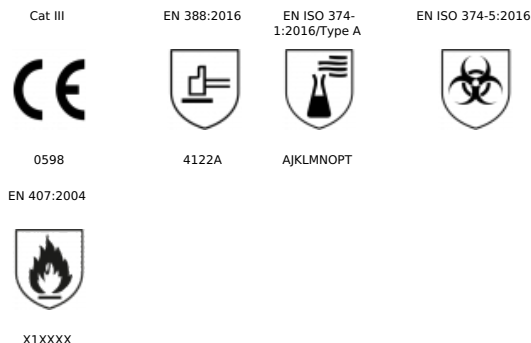 Cat III
EN 388:2016
EN ISO 374-
1:2016/Type A
EN ISO 374-5:2016
CE
0598
4122A
AJKLMNOPT
EN 407:2004
X1XXXX